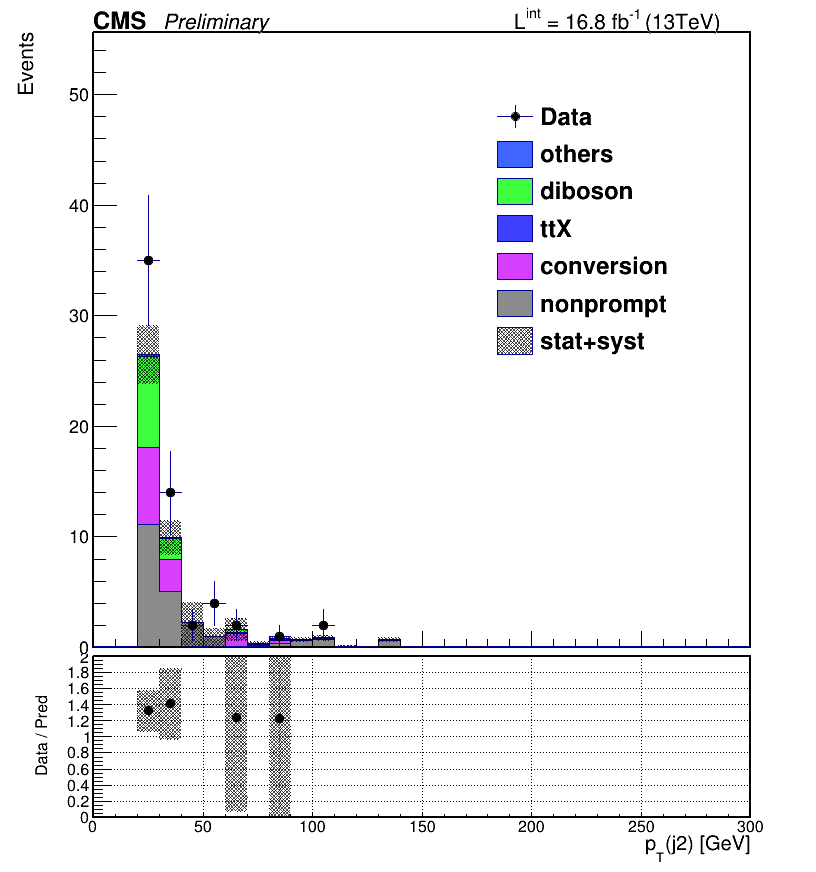 CMS Preliminary L^int = 16.8 fb^-1 (13TeV)
Events
50
40
30
20
10
0
Data
others
diboson
ttX
conversion
nonprompt
stat+syst
Data / Pred
2
1.8
1.6
1.4
1.2
1
0.8
0.6
0.4
0.2
0
0 50 100 150 200 250 300
p_T(j2) [GeV]